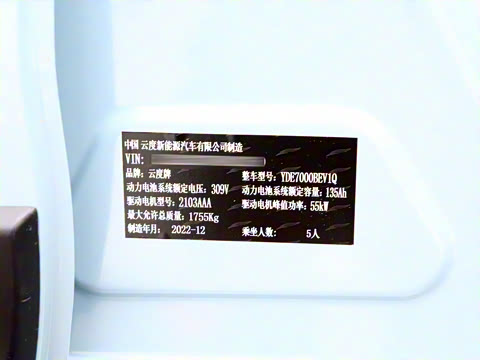 中国 云度新能源汽车有限公司制造
VIN:
品牌：云度牌 整车型号：YDE7000BEV1Q
动力电池系统额定电压：309V 动力电池系统额定容量：135Ah
驱动电机型号：2103AAA 驱动电机峰值功率：55kW
最大允许总质量：1755Kg
制造年月：2022-12 乘坐人数：5人